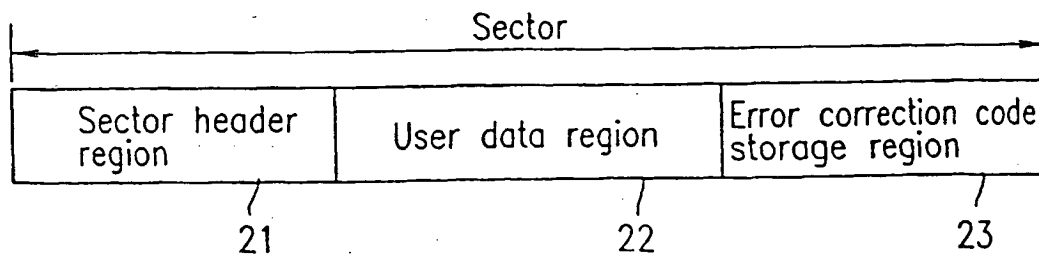 Sector
Sector header
region
User data region
Error correction code
storage region
21
22
23